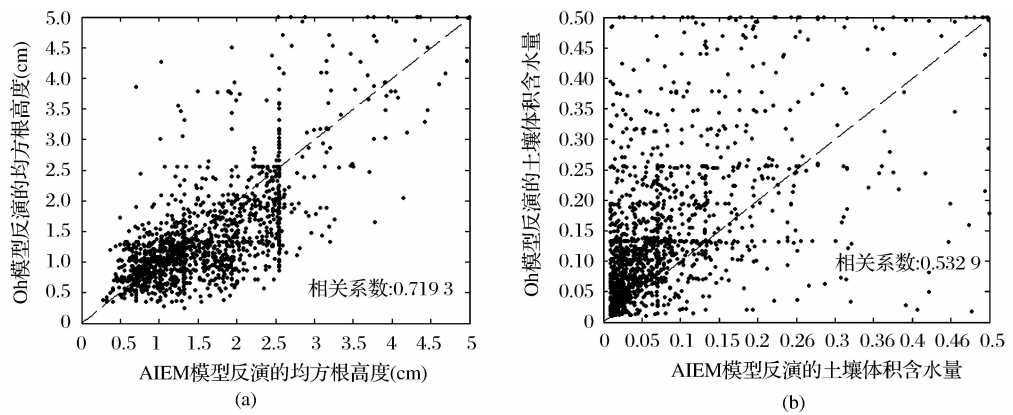 (a)
Oh模型反演的均方根高度(cm)
5.0
4.5
4.0
3.5
3.0
2.5
2.0
1.5
1.0
0.5
0
相关系数:0.719 3
0 0.5 1 1.5 2 2.5 3 3.5 4 4.5 5
AIEM模型反演的均方根高度(cm)
(a)
(b)
Oh模型反演的土壤体积含水量
0.50
0.45
0.40
0.35
0.30
0.25
0.20
0.15
0.10
0.05
0
相关系数:0.532 9
0 0.05 0.1 0.15 0.2 0.26 0.3 0.36 0.4 0.46 0.5
AIEM模型反演的土壤体积含水量
(b)